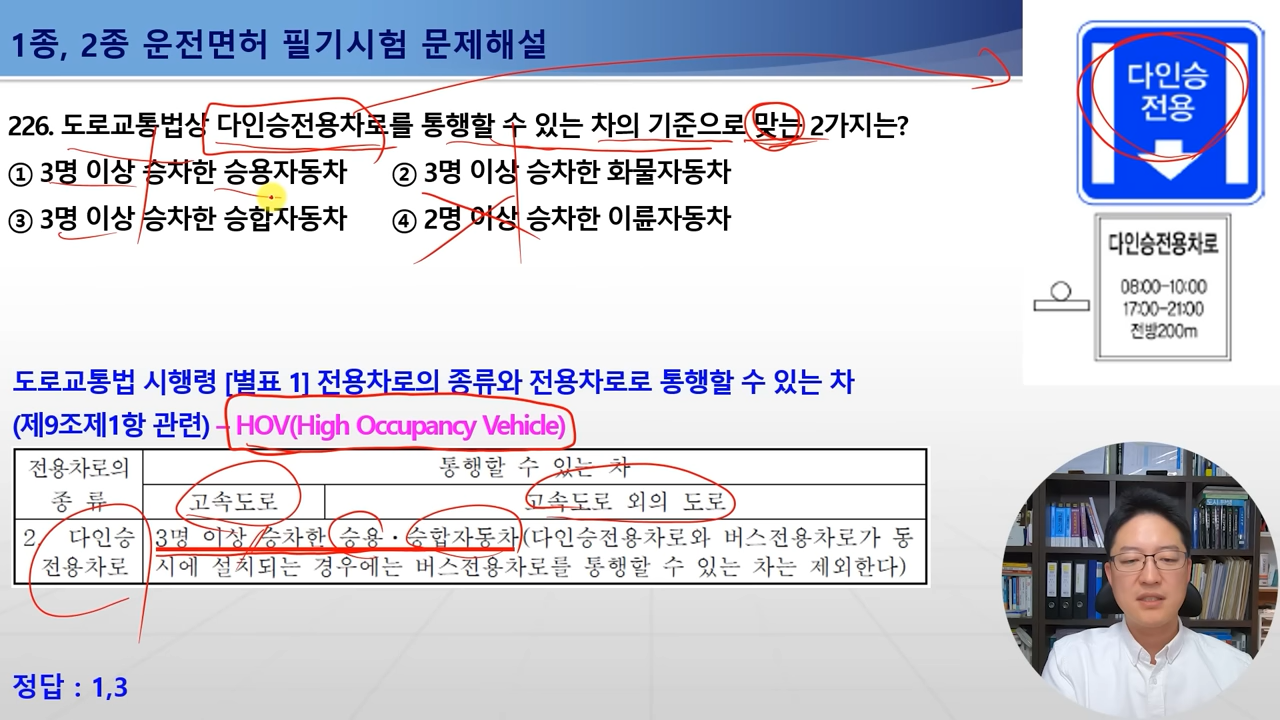 1종, 2종 운전면허 필기시험 문제해설
226. 도로교통법상 다인승전용차로를 통행할 수 있는 차의 기준으로 맞는 2가지는?
① 3명 이상 승차한 승용자동차 ② 3명 이상 승차한 화물자동차
③ 3명 이상 승차한 승합자동차 ④ 2명 이상 승차한 이륜자동차
다인승
전용
다인승전용차로
08:00-10:00
17:00-21:00
전방200m
도로교통법 시행령 [별표 1] 전용차로의 종류와 전용차로로 통행할 수 있는 차
(제9조제1항 관련) – HOV(High Occupancy Vehicle)
전용차로의 통행할 수 있는 차
종 류 고속도로 고속도로 외의 도로
2 다인승 3명 이상 승차한 승용·승합자동차(다인승전용차로와 버스전용차로가 동
전용차로 시에 설치되는 경우에는 버스전용차로를 통행할 수 있는 차는 제외한다)
정답 : 1,3